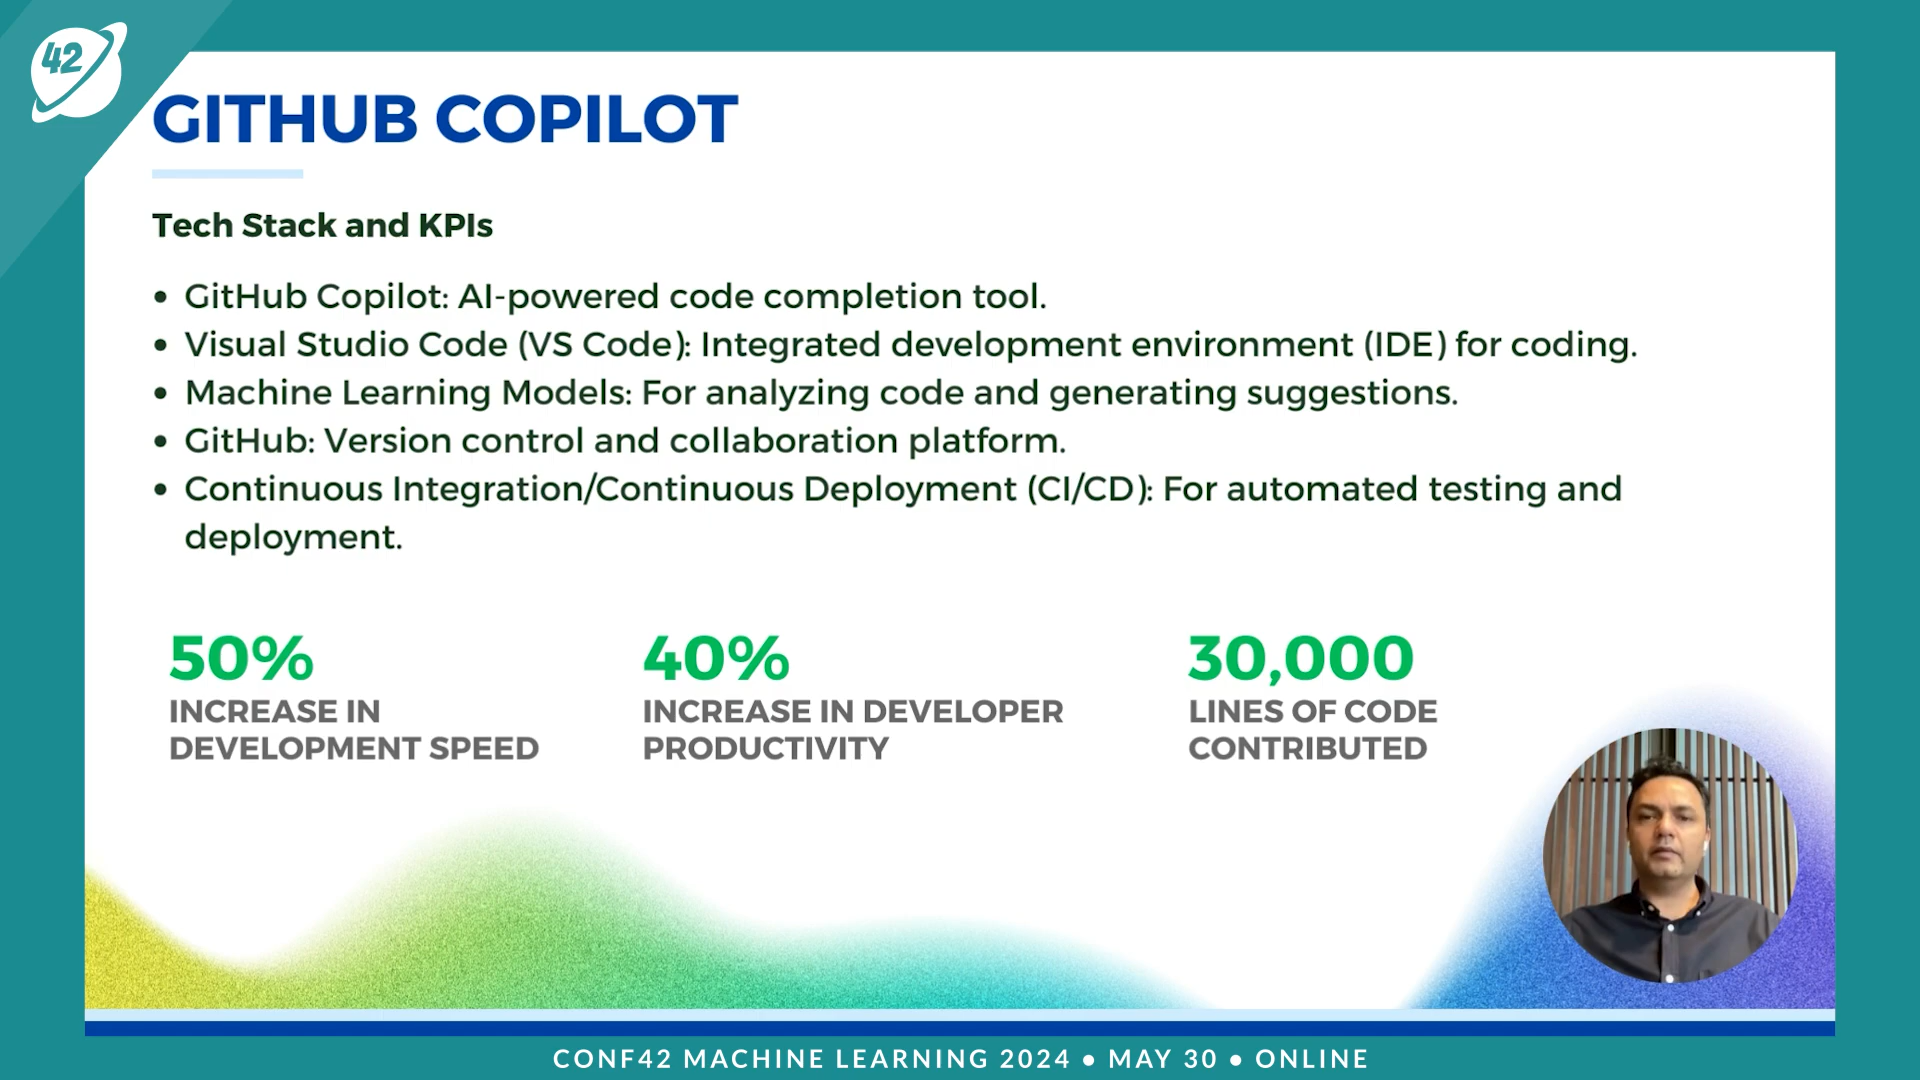 42
GITHUB COPILOT
Tech Stack and KPIs
• GitHub Copilot: AI-powered code completion tool.
• Visual Studio Code (VS Code): Integrated development environment (IDE) for coding.
• Machine Learning Models: For analyzing code and generating suggestions.
• GitHub: Version control and collaboration platform.
• Continuous Integration/Continuous Deployment (CI/CD): For automated testing and
deployment.
50%
INCREASE IN
DEVELOPMENT SPEED
40%
INCREASE IN DEVELOPER
PRODUCTIVITY
30,000
LINES OF CODE
CONTRIBUTED
CONF42 MACHINE LEARNING 2024 • MAY 30 • ONLINE